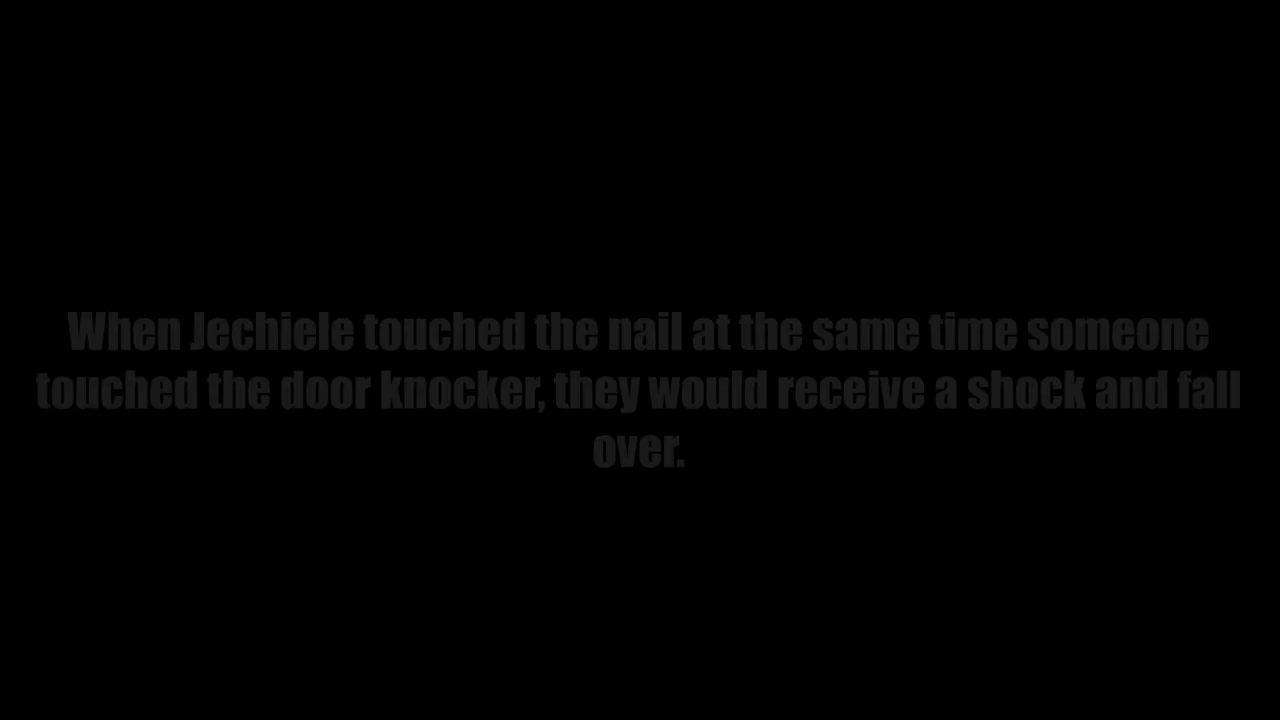 When Jechiele touched the nail at the same time someone
touched the door knocker, they would receive a shock and fall
over.